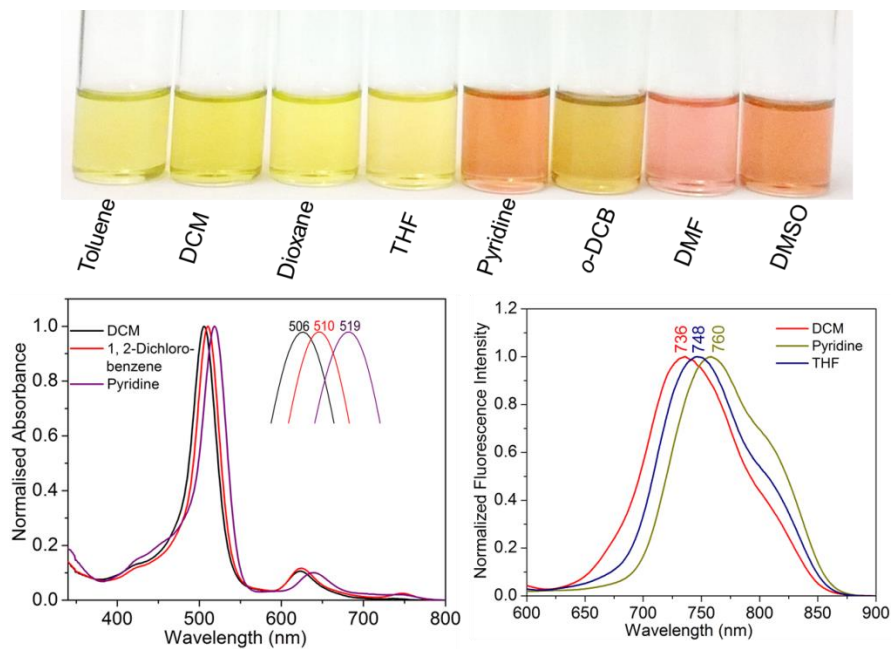 Toluene
DCM
Dioxane
THF
Pyridine
o-DCB
DMF
DMSO
Normalised Absorbance
1.0
0.8
0.6
0.4
0.2
0.0
DCM
1, 2-Dichloro-
benzene
Pyridine
506 510 519
400 500 600 700 800
Wavelength (nm)
Normalized Fluorescence Intensity
1.2
1.0
0.8
0.6
0.4
0.2
0.0
736
748
760
DCM
Pyridine
THF
600 650 700 750 800 850 900
Wavelength (nm)